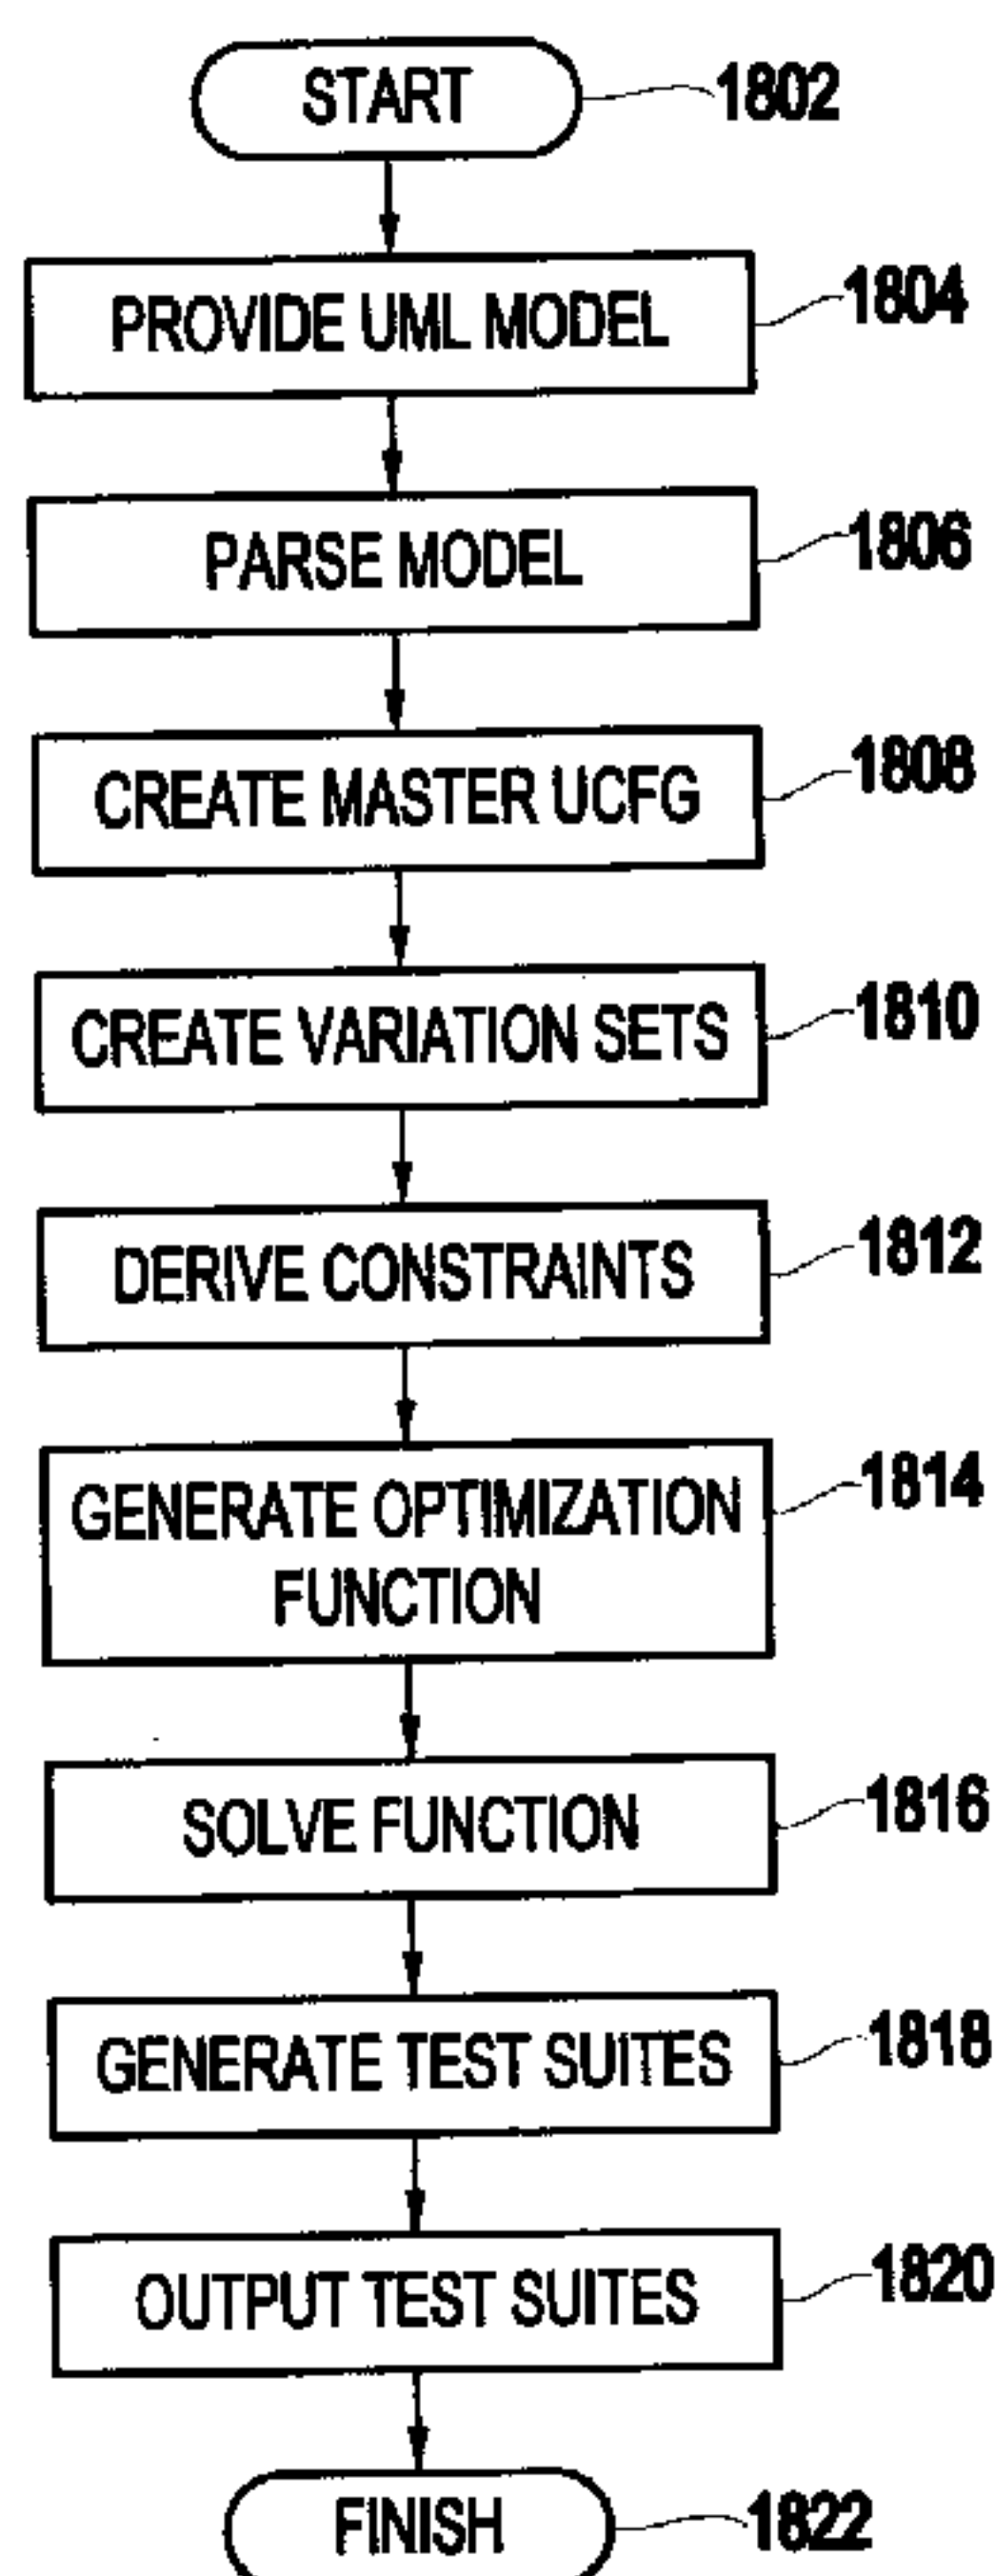 START
1802
PROVIDE UML MODEL
1804
PARSE MODEL
1806
CREATE MASTER UCFG
1808
CREATE VARIATION SETS
1810
DERIVE CONSTRAINTS
1812
GENERATE OPTIMIZATION
FUNCTION
1814
SOLVE FUNCTION
1816
GENERATE TEST SUITES
1818
OUTPUT TEST SUITES
1820
FINISH
1822